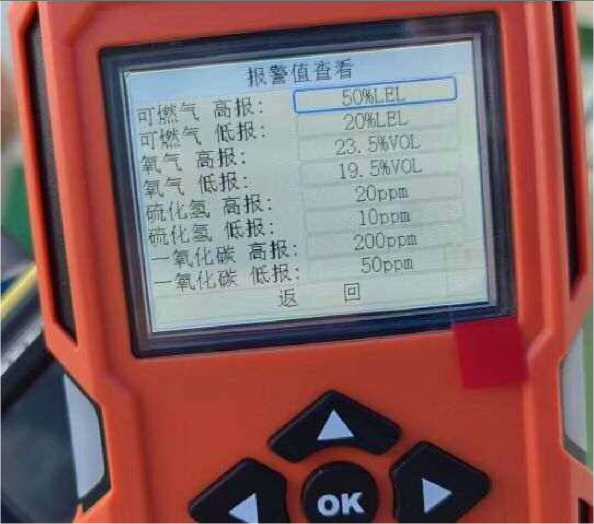 报警值查看
可燃气 高报: 50%LEL
可燃气 低报: 20%LEL
氧气 高报: 23.5%VOL
氧气 低报: 19.5%VOL
硫化氢 高报: 20ppm
硫化氢 低报: 10ppm
一氧化碳 高报: 200ppm
一氧化碳 低报: 50ppm
返 回
OK